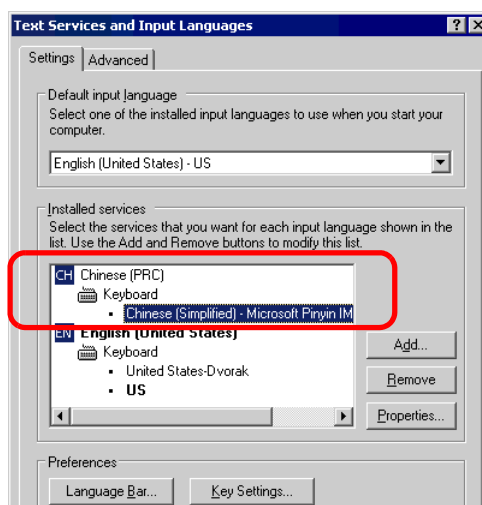 Text Services and Input Languages
Settings
Advanced
Default input language
Select one of the installed input languages to use when you start your
computer.
English (United States) - US
Installed services
Select the services that you want for each input language shown in the
list. Use the Add and Remove buttons to modify this list.
CH Chinese (PRC)
Keyboard
Chinese (Simplified) - Microsoft Pinyin IM
EN English (United States)
Keyboard
United States-Dvorak
US
Add...
Remove
Properties...
Preferences
Language Bar...
Key Settings...